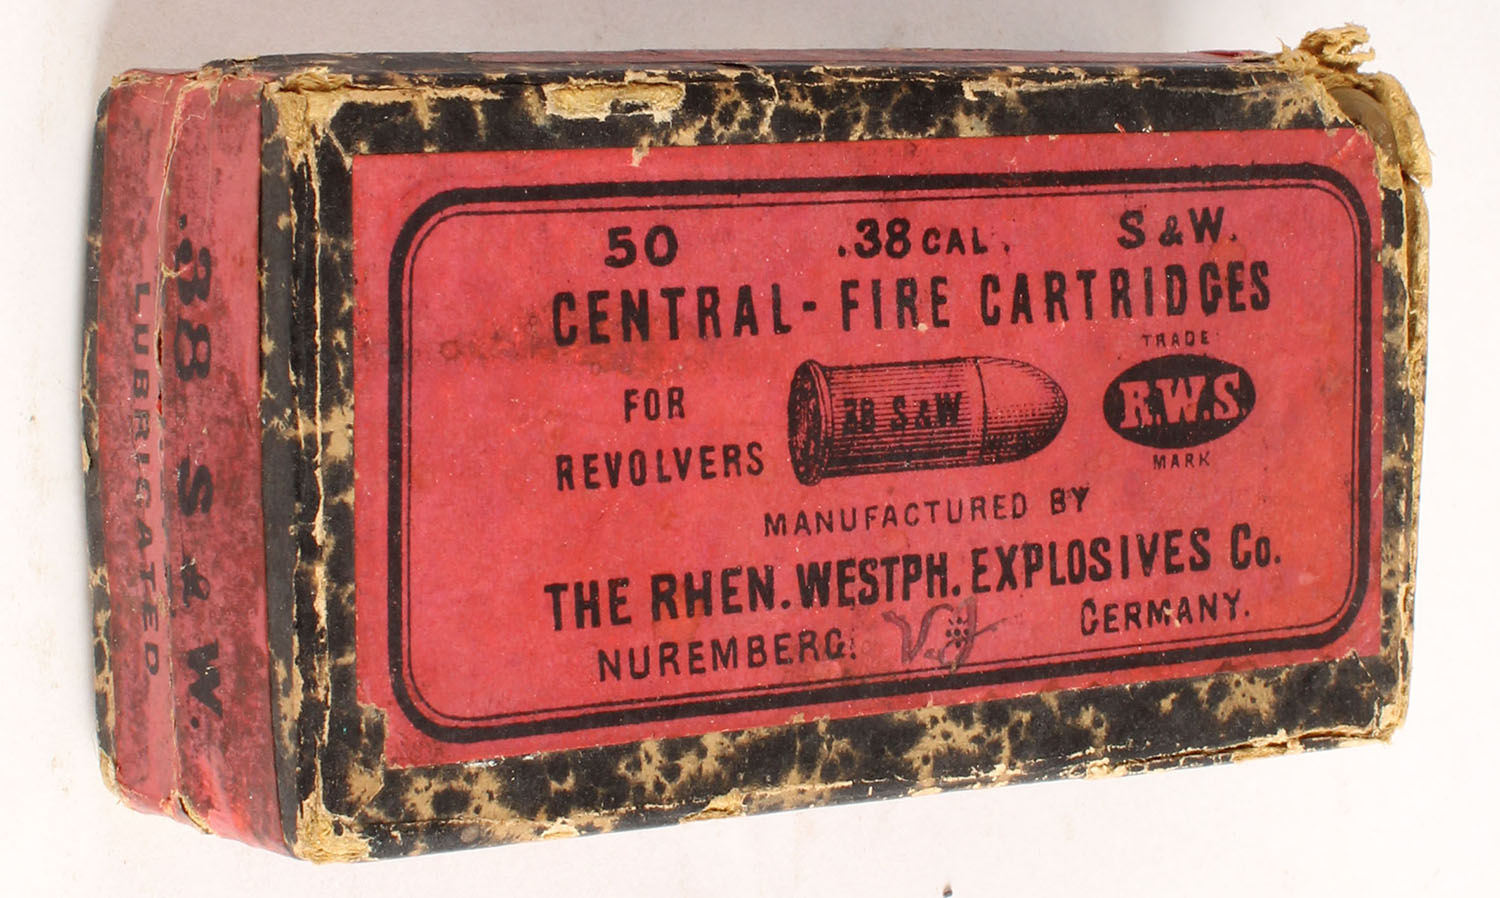 50 .38 CAL. S & W.
CENTRAL-FIRE CARTRIDGES
FOR
REVOLVERS
38 S & W
TRADE
R.W.S.
MARK
MANUFACTURED BY
THE RHEN. WESTPH. EXPLOSIVES Co.
NUREMBERG. GERMANY.
.38 S & W.
LUBRIGATED